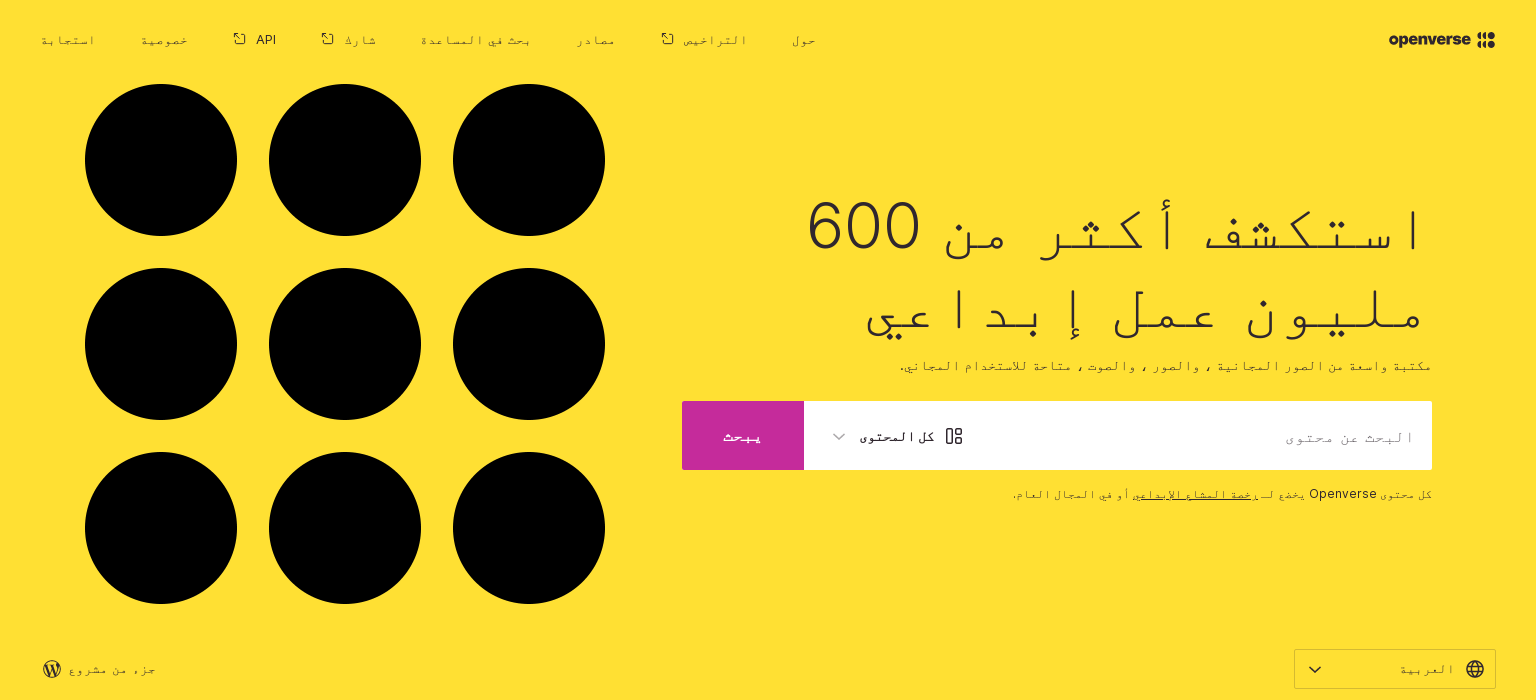 openverse
حول
التراخيص
مصادر
بحث في المساعدة
شارك
API
خصوصية
استجابة
استكشف أكثر من 600
مليون عمل إبداعي
مكتبة واسعة من الصور المجانية ، والصور ، والصوت ، متاحة للاستخدام المجاني.
البحث عن محتوى
كل المحتوى
يبحث
كل محتوى Openverse يخضع لـ رخصة المشاع الإبداعي أو في المجال العام.
العربية
جزء من مشروع